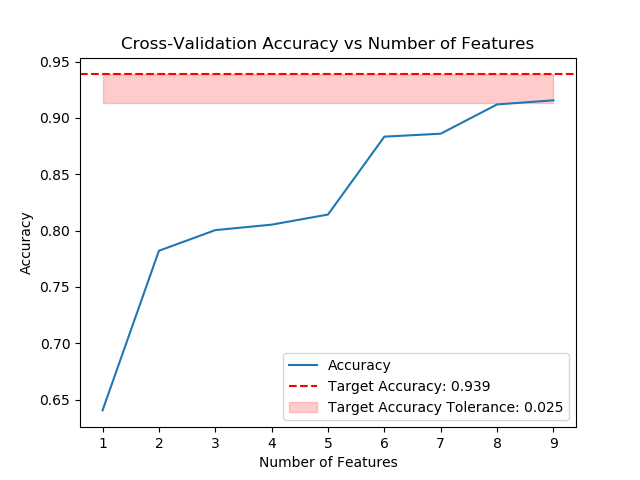 Cross-Validation Accuracy vs Number of Features
0.95
0.90
0.85
0.80
0.75
0.70
0.65
Accuracy
Accuracy
Target Accuracy: 0.939
Target Accuracy Tolerance: 0.025
1 2 3 4 5 6 7 8 9
Number of Features